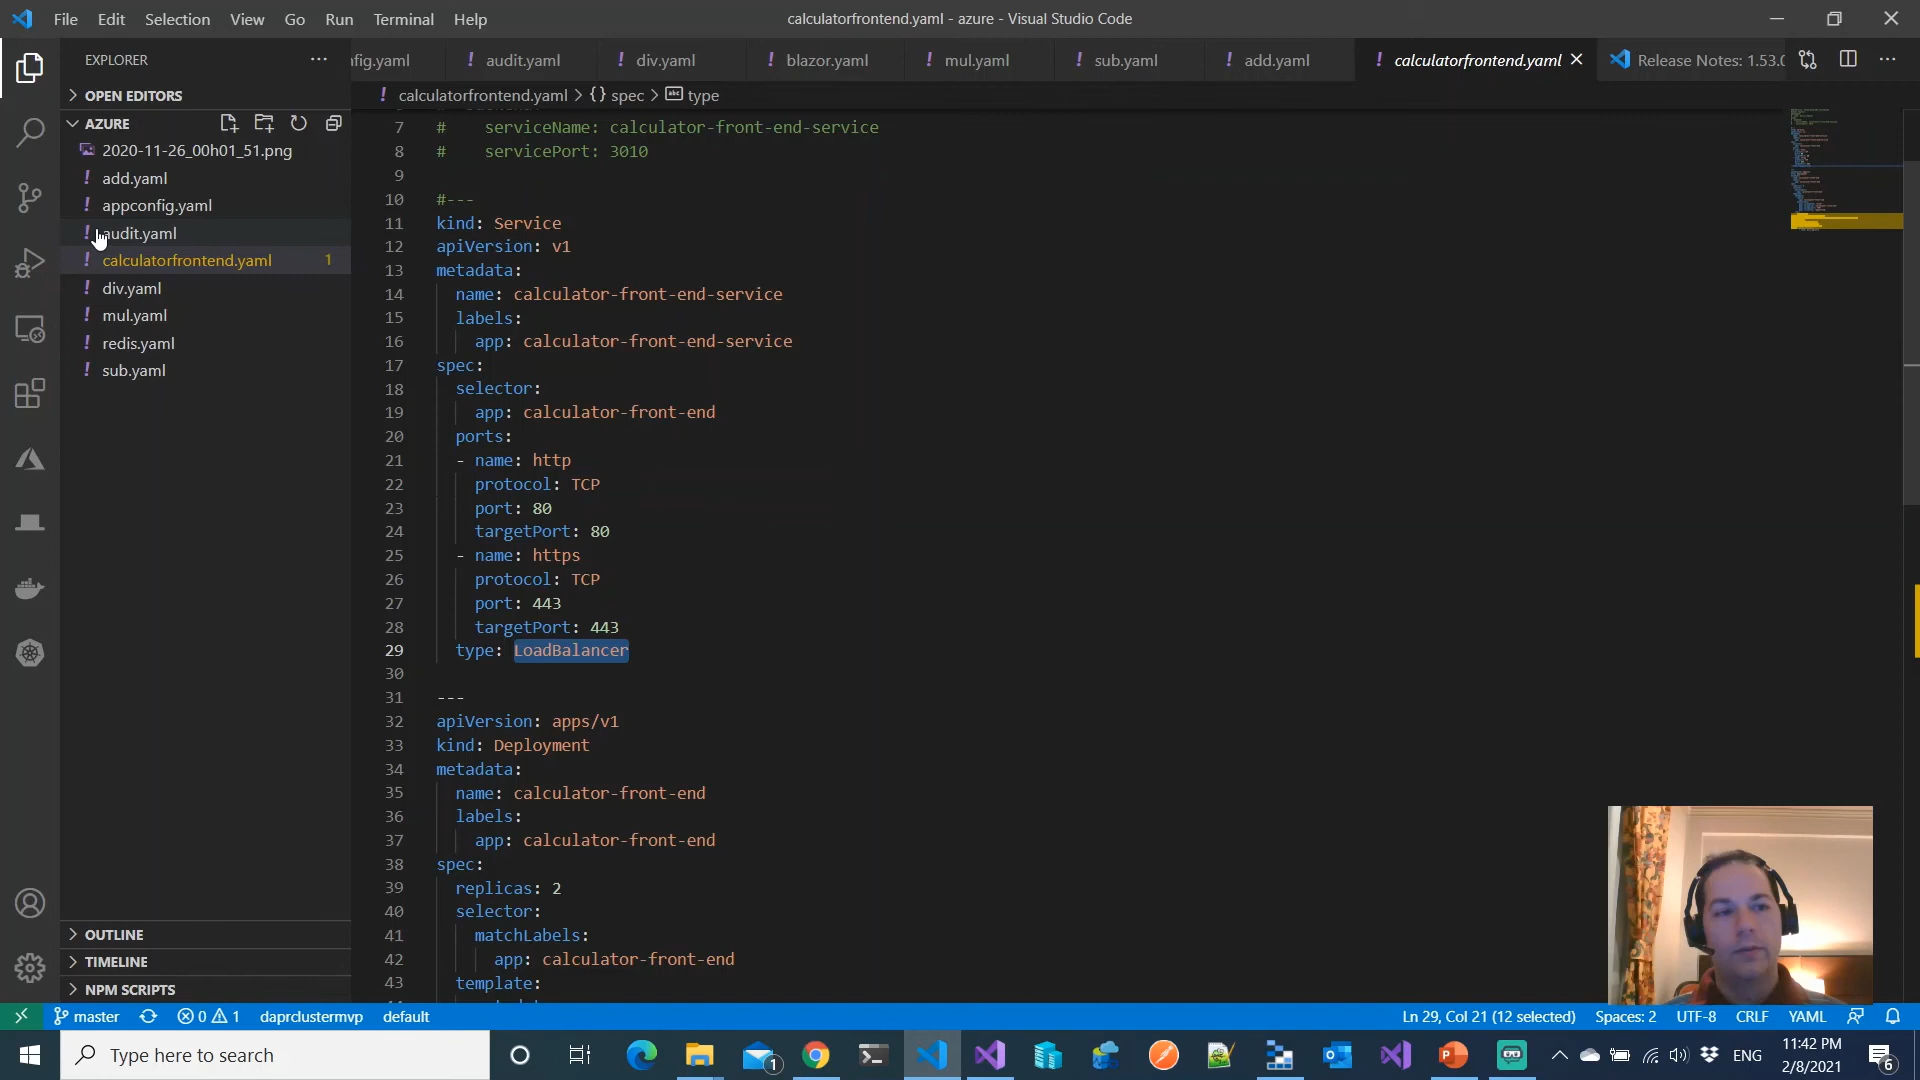 File Edit Selection View Go Run Terminal Help
calculatorfrontend.yaml - azure - Visual Studio Code
EXPLORER
OPEN EDITORS
AZURE
2020-11-26_00h01_51.png
! add.yaml
! appconfig.yaml
! audit.yaml
! calculatorfrontend.yaml 1
! div.yaml
! mul.yaml
! redis.yaml
! sub.yaml
OUTLINE
TIMELINE
NPM SCRIPTS
fig.yaml ! audit.yaml ! div.yaml ! blazor.yaml ! mul.yaml ! sub.yaml ! add.yaml ! calculatorfrontend.yaml Release Notes: 1.53.0
! calculatorfrontend.yaml > {} spec > abc type
7 #    serviceName: calculator-front-end-service
8 #    servicePort: 3010
9
10 #---
11 kind: Service
12 apiVersion: v1
13 metadata:
14   name: calculator-front-end-service
15   labels:
16     app: calculator-front-end-service
17 spec:
18   selector:
19     app: calculator-front-end
20   ports:
21   - name: http
22     protocol: TCP
23     port: 80
24     targetPort: 80
25   - name: https
26     protocol: TCP
27     port: 443
28     targetPort: 443
29   type: LoadBalancer
30
31 ---
32 apiVersion: apps/v1
33 kind: Deployment
34 metadata:
35   name: calculator-front-end
36   labels:
37     app: calculator-front-end
38 spec:
39   replicas: 2
40   selector:
41     matchLabels:
42       app: calculator-front-end
43   template:
master 0 1 daprclustermvp default
Ln 29, Col 21 (12 selected) Spaces: 2 UTF-8 CRLF YAML
Type here to search
1
ENG
11:42 PM
2/8/2021
6